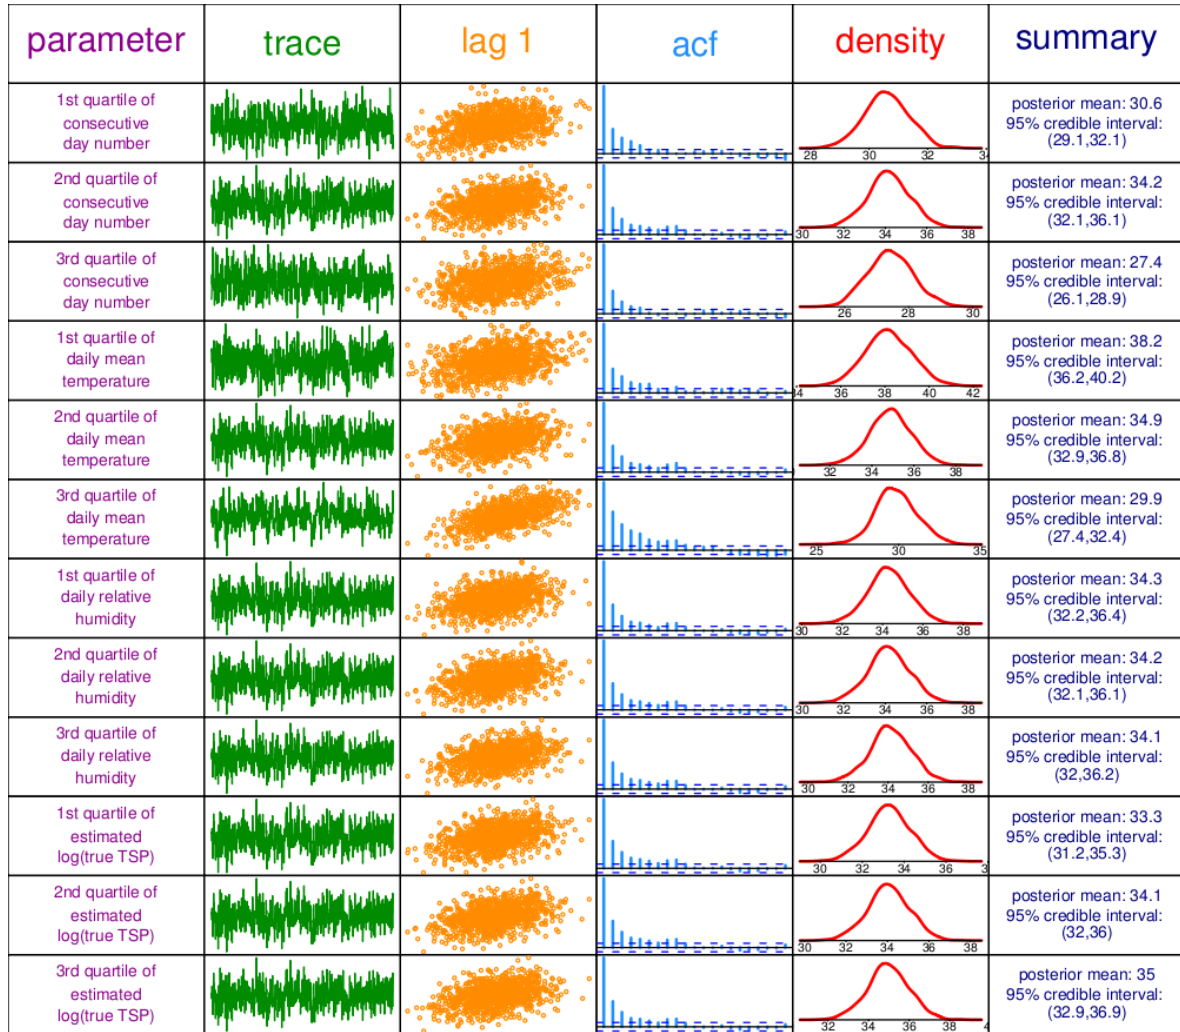 parameter trace lag 1 acf density summary
1st quartile of
consecutive
day number
28 30 32 34
posterior mean: 30.6
95% credible interval:
(29.1,32.1)
2nd quartile of
consecutive
day number
30 32 34 36 38
posterior mean: 34.2
95% credible interval:
(32.1,36.1)
3rd quartile of
consecutive
day number
26 28 30
posterior mean: 27.4
95% credible interval:
(26.1,28.9)
1st quartile of
daily mean
temperature
34 36 38 40 42
posterior mean: 38.2
95% credible interval:
(36.2,40.2)
2nd quartile of
daily mean
temperature
32 34 36 38
posterior mean: 34.9
95% credible interval:
(32.9,36.8)
3rd quartile of
daily mean
temperature
25 30 35
posterior mean: 29.9
95% credible interval:
(27.4,32.4)
1st quartile of
daily relative
humidity
30 32 34 36 38
posterior mean: 34.3
95% credible interval:
(32.2,36.4)
2nd quartile of
daily relative
humidity
30 32 34 36 38
posterior mean: 34.2
95% credible interval:
(32.1,36.1)
3rd quartile of
daily relative
humidity
30 32 34 36 38
posterior mean: 34.1
95% credible interval:
(32,36.2)
1st quartile of
estimated
log(true TSP)
30 32 34 36
posterior mean: 33.3
95% credible interval:
(31.2,35.3)
2nd quartile of
estimated
log(true TSP)
30 32 34 36 38
posterior mean: 34.1
95% credible interval:
(32,36)
3rd quartile of
estimated
log(true TSP)
32 34 36 38
posterior mean: 35
95% credible interval:
(32.9,36.9)